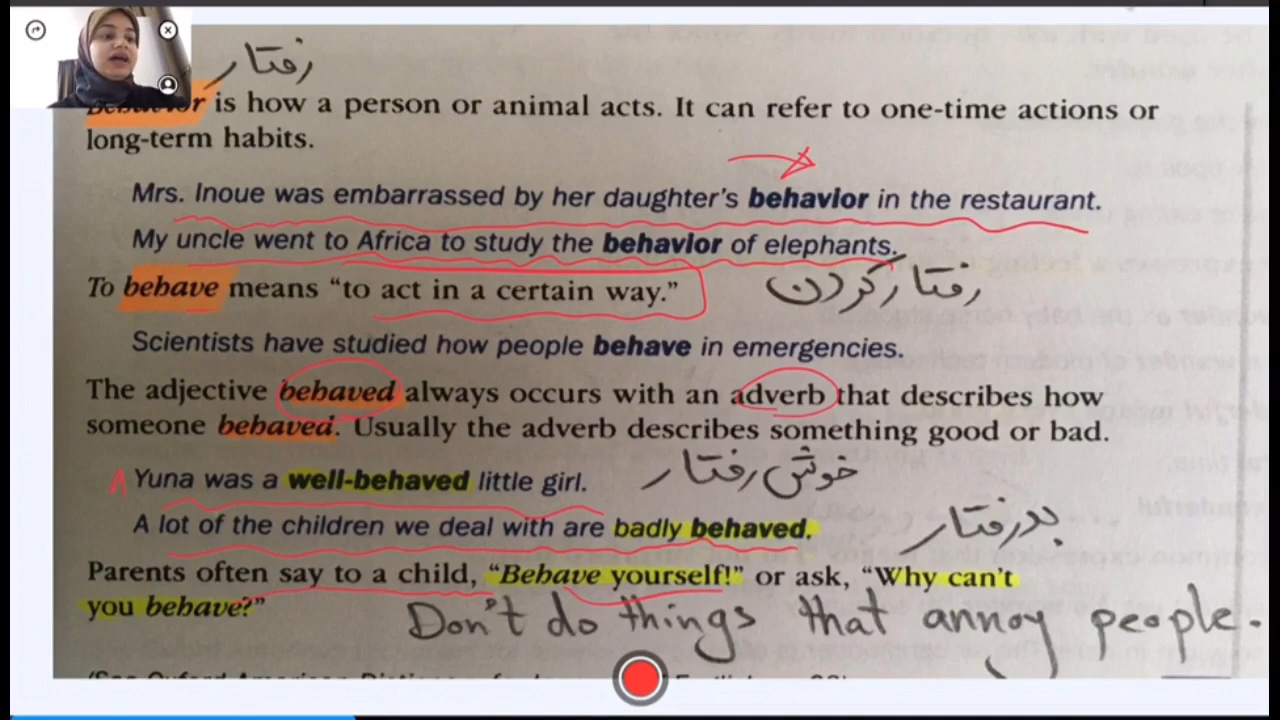 رفتار
Behavior is how a person or animal acts. It can refer to one-time actions or
long-term habits.
Mrs. Inoue was embarrassed by her daughter's behavior in the restaurant.
My uncle went to Africa to study the behavior of elephants.
To behave means "to act in a certain way."
رفتار کردن
Scientists have studied how people behave in emergencies.
The adjective behaved always occurs with an adverb that describes how
someone behaved. Usually the adverb describes something good or bad.
Yuna was a well-behaved little girl.
خوش رفتار
A lot of the children we deal with are badly behaved.
بد رفتار
Parents often say to a child, "Behave yourself!" or ask, "Why can't
you behave?"
Don't do things that annoy people.